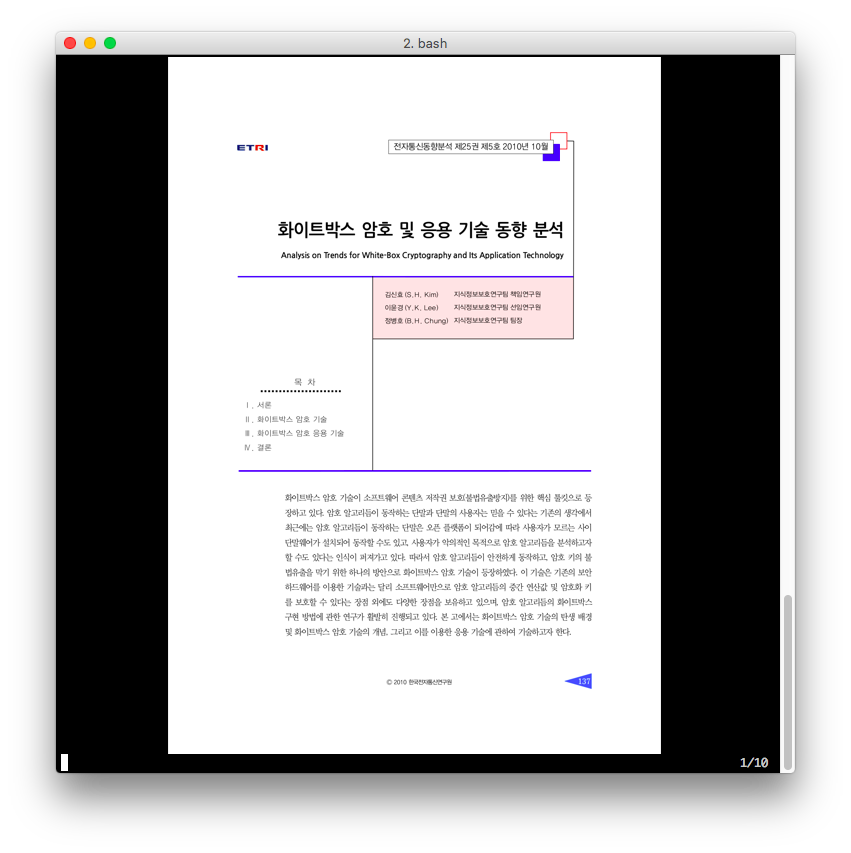 2. bash
ETRI
전자통신동향분석 제25권 제5호 2010년 10월
화이트박스 암호 및 응용 기술 동향 분석
Analysis on Trends for White-Box Cryptography and Its Application Technology
김신효 (S.H. Kim) 지식정보보호연구팀 책임연구원
이윤경 (Y.K. Lee) 지식정보보호연구팀 선임연구원
정병호 (B.H. Chung) 지식정보보호연구팀 팀장
목 차
Ⅰ. 서론
Ⅱ. 화이트박스 암호 기술
Ⅲ. 화이트박스 암호 응용 기술
Ⅳ. 결론
화이트박스 암호 기술이 소프트웨어 콘텐츠 저작권 보호(불법유출방지)를 위한 핵심 툴킷으로 등
장하고 있다. 암호 알고리듬이 동작하는 단말과 단말의 사용자는 믿을 수 있다는 기존의 생각에서
최근에는 암호 알고리듬이 동작하는 단말은 오픈 플랫폼이 되어감에 따라 사용자가 모르는 사이
단말웨어가 설치되어 동작할 수도 있고, 사용자가 악의적인 목적으로 암호 알고리듬을 분석하고자
할 수도 있다는 인식이 퍼져가고 있다. 따라서 암호 알고리듬이 안전하게 동작하고, 암호 키의 불
법유출을 막기 위한 하나의 방안으로 화이트박스 암호 기술이 등장하였다. 이 기술은 기존의 보안
하드웨어를 이용한 기술과는 달리 소프트웨어만으로 암호 알고리듬의 중간 연산값 및 암호화 키
를 보호할 수 있다는 장점 외에도 다양한 장점을 보유하고 있으며, 암호 알고리듬의 화이트박스
구현 방법에 관한 연구가 활발히 진행되고 있다. 본 고에서는 화이트박스 암호 기술의 탄생 배경
및 화이트박스 암호 기술의 개념, 그리고 이를 이용한 응용 기술에 관하여 기술하고자 한다.
© 2010 한국전자통신연구원
137
1/10